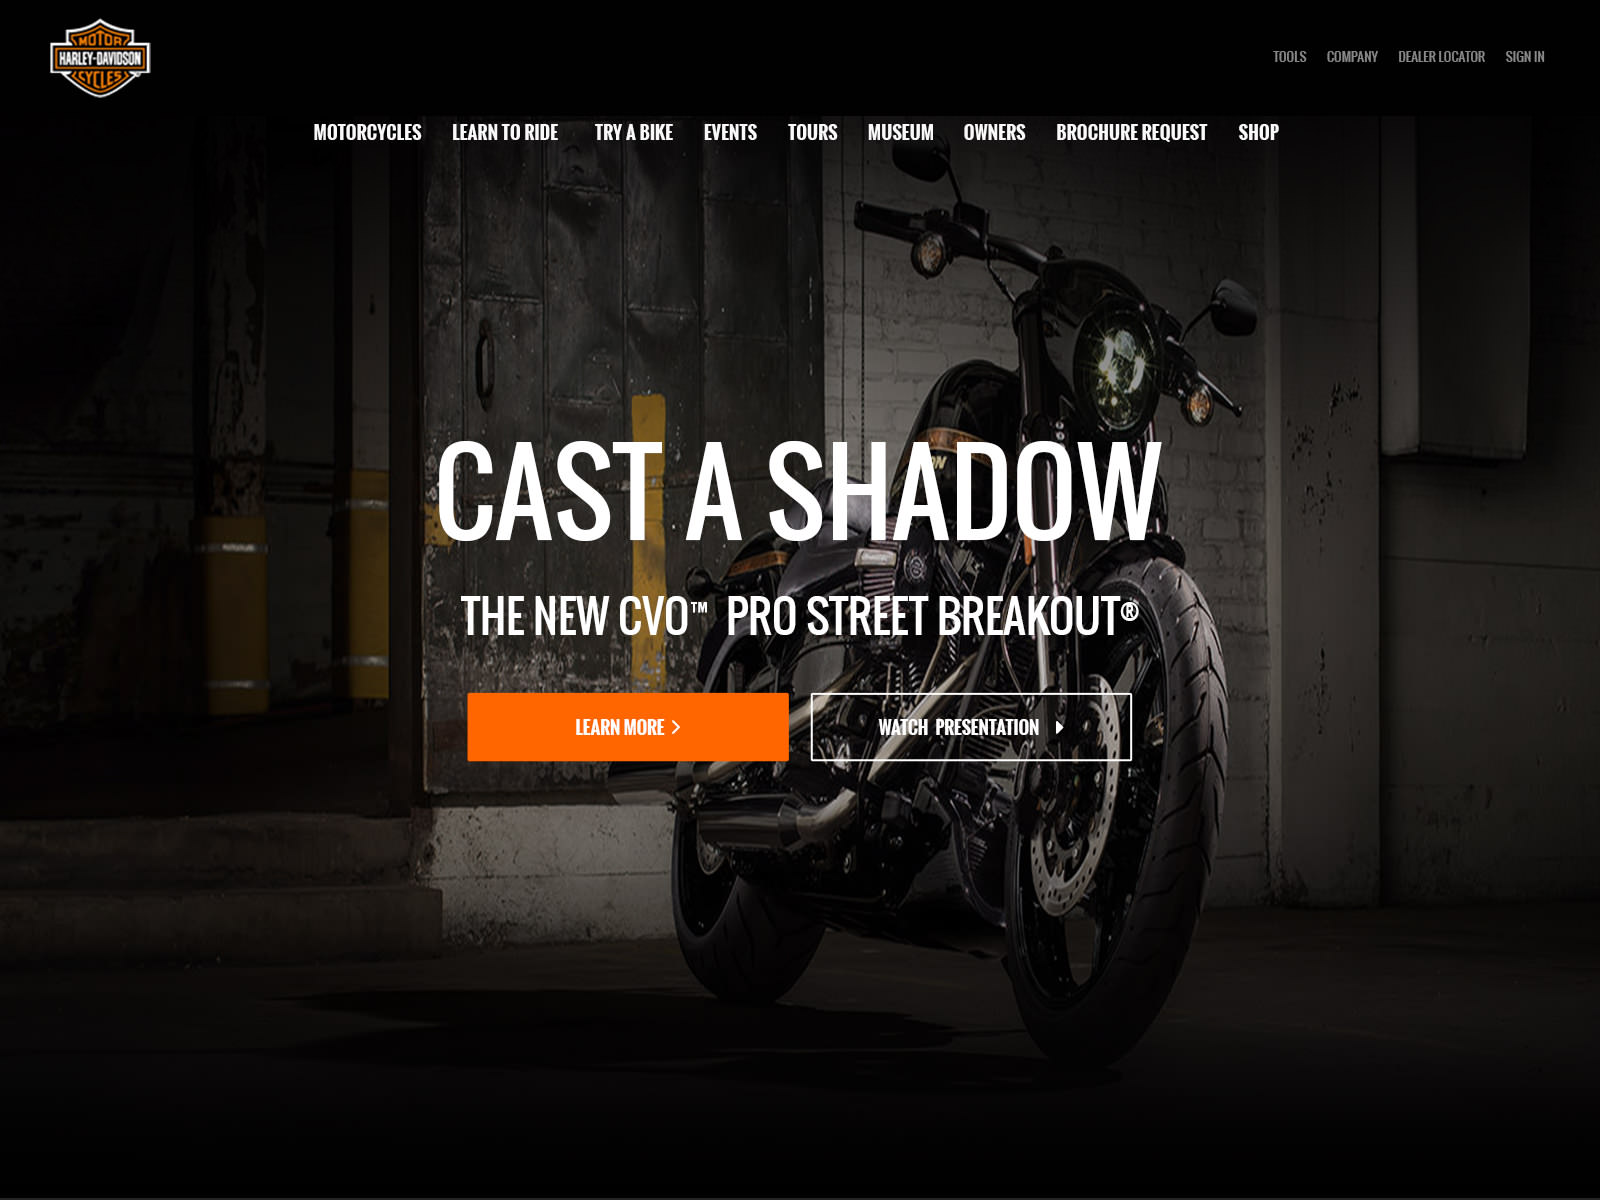 MOTOR
HARLEY-DAVIDSON
CYCLES
TOOLS COMPANY DEALER LOCATOR SIGN IN
MOTORCYCLES LEARN TO RIDE TRY A BIKE EVENTS TOURS MUSEUM OWNERS BROCHURE REQUEST SHOP
CAST A SHADOW
THE NEW CVO™ PRO STREET BREAKOUT®
LEARN MORE
WATCH PRESENTATION